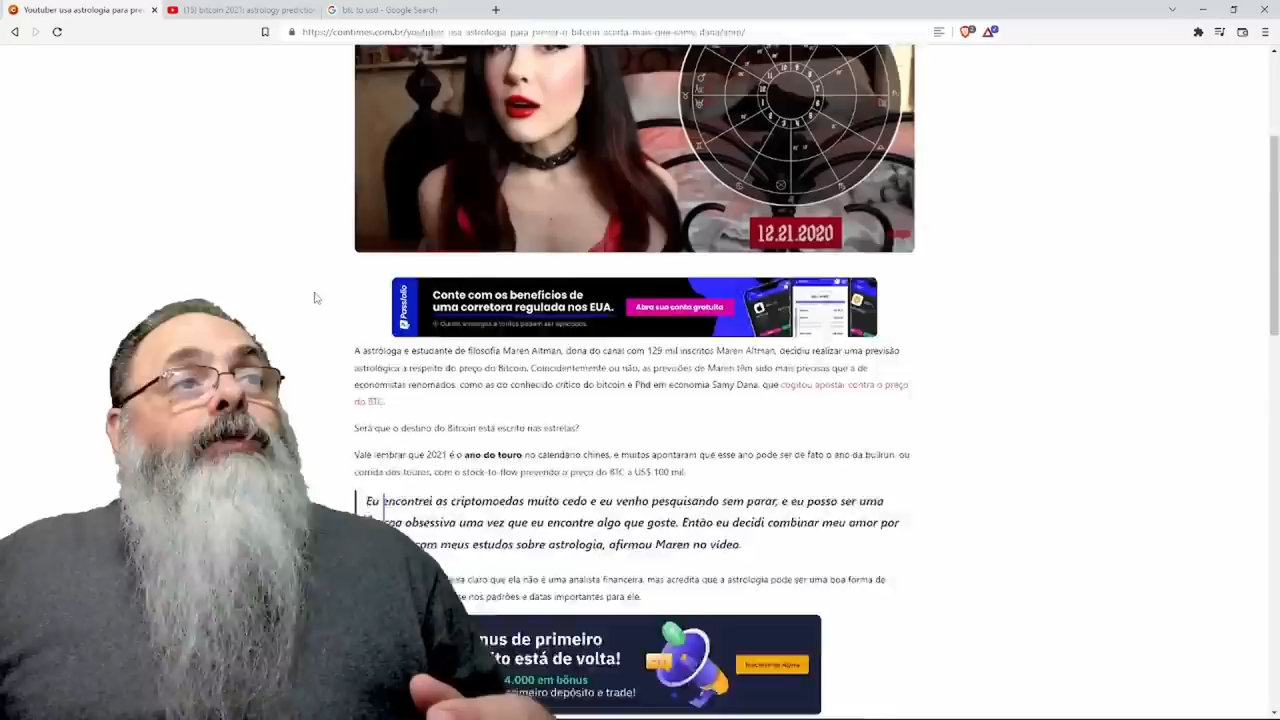 Youtuber usa astrologia para pre
(15) bitcoin 2021: astrology prediction
btc to usd - Google Search
12.21.2020
Passfolio
Conte com os benefícios de
uma corretora regulada nos EUA.
Abra sua conta gratuita
A astróloga e estudante de filosofia Maren Altman, dona do canal com 129 mil inscritos Maren Altman, decidiu realizar uma previsão
astrológica a respeito do preço do Bitcoin. Coincidentemente ou não, as previsões de Maren têm sido mais precisas que a de
economistas renomados, como as do conhecido crítico do bitcoin e Phd em economia Samy Dana, que cogitou apostar contra o preço
do BTC.
Será que o destino do Bitcoin está escrito nas estrelas?
Vale lembrar que 2021 é o ano do touro no calendário chines, e muitos apontaram que esse ano pode ser de fato o ano da bullrun, ou
corrida dos touros, com o stock-to-flow prevendo a preço do BTC a US$ 100 mil.
Eu encontrei as criptomoedas muito cedo e eu venho pesquisando sem parar, e eu posso ser uma
obsessiva uma vez que eu encontre algo que goste. Então eu decidi combinar meu amor por
com meus estudos sobre astrologia, afirmou Maren no vídeo.
claro que ela não é uma analista financeira, mas acredita que a astrologia pode ser uma boa forma de
nos padrões e datas importantes para ele.
nus de primeiro
ito está de volta!
4.000 em bônus
primeiro depósito e trade!